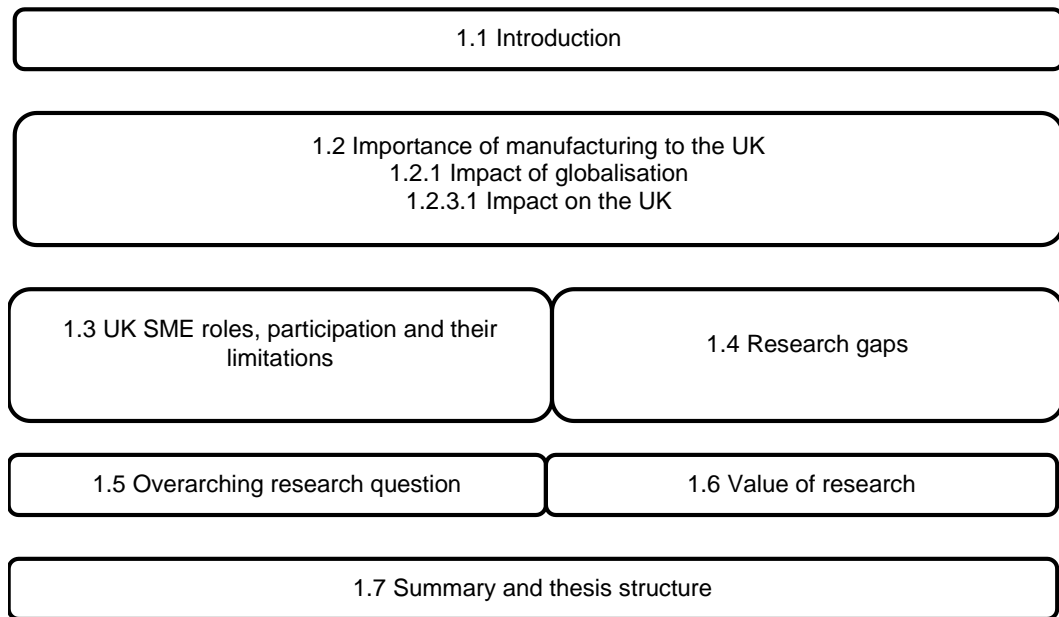 1.1 Introduction
1.2 Importance of manufacturing to the UK
1.2.1 Impact of globalisation
1.2.3.1 Impact on the UK
1.3 UK SME roles, participation and their
limitations
1.4 Research gaps
1.5 Overarching research question
1.6 Value of research
1.7 Summary and thesis structure